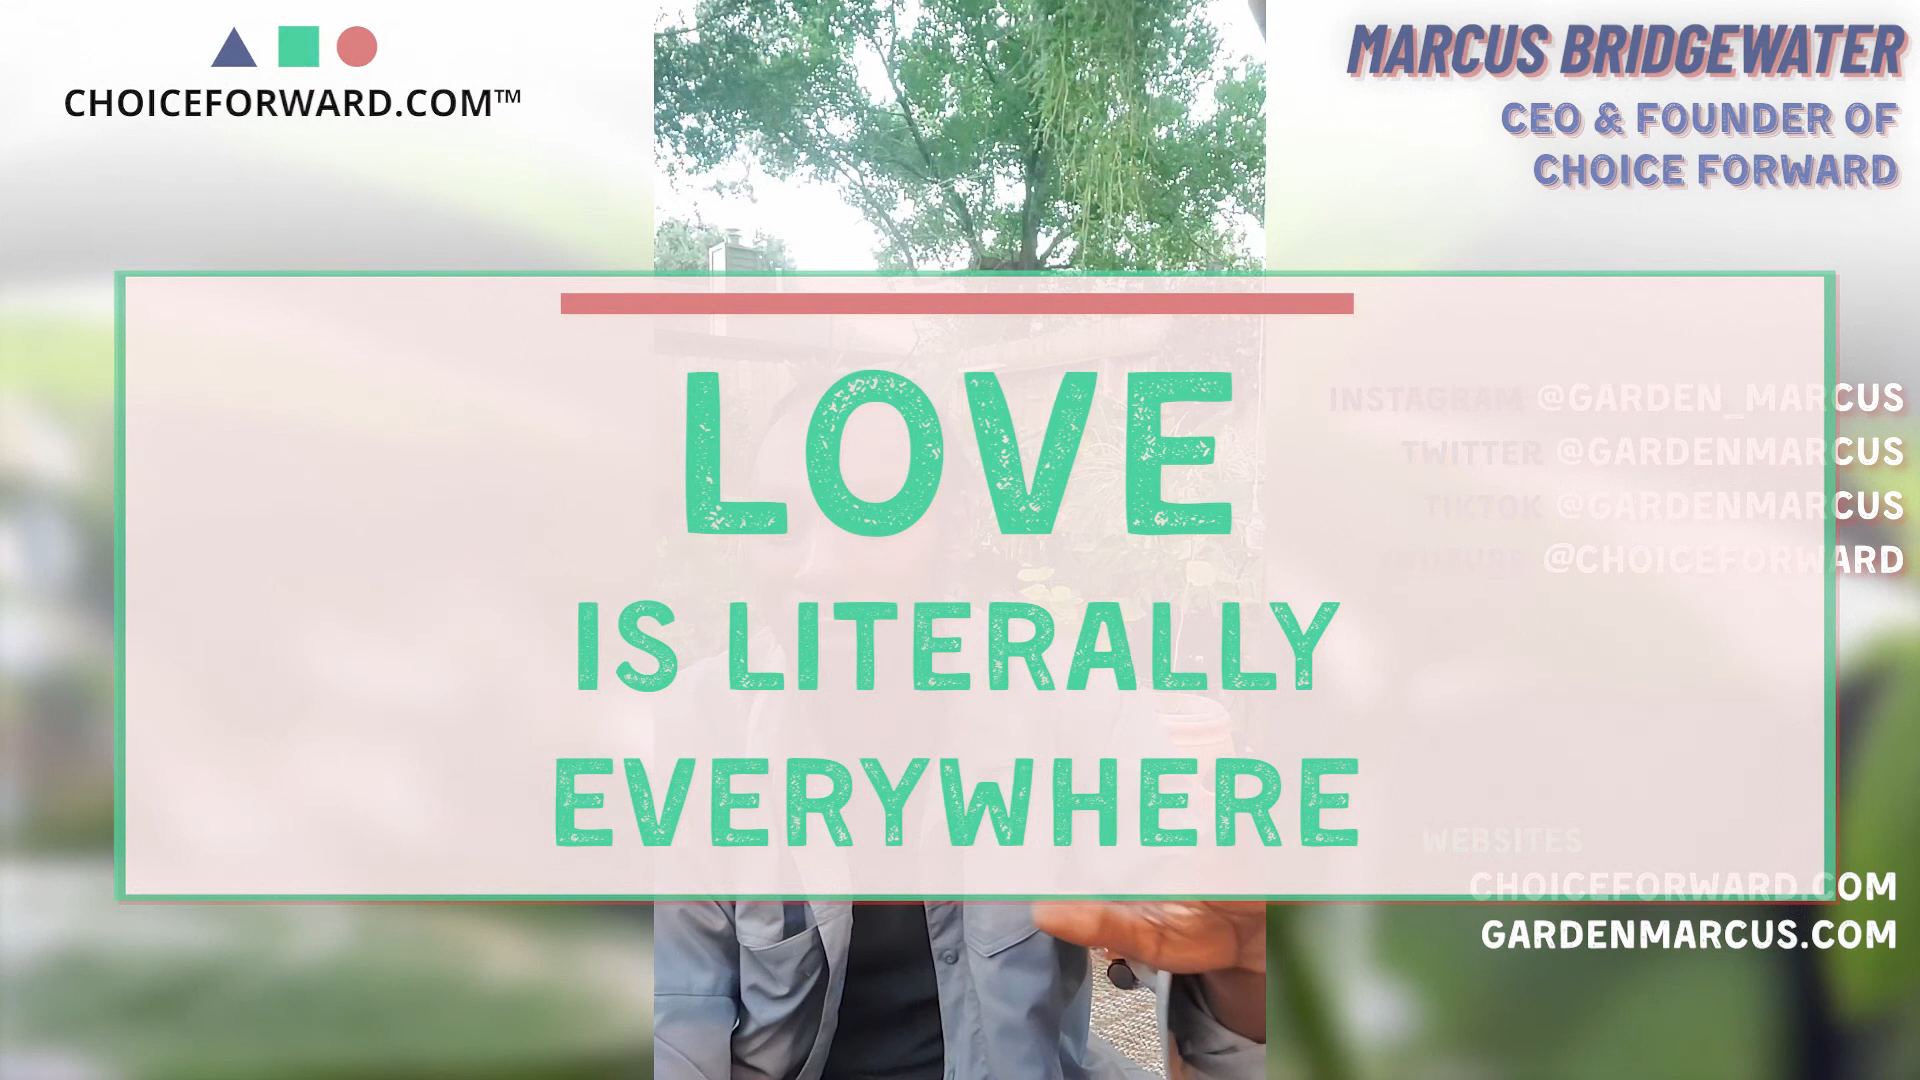 CHOICEFORWARD.COM™
MARCUS BRIDGEWATER
CEO & FOUNDER OF
CHOICE FORWARD
LOVE
IS LITERALLY
EVERYWHERE
INSTAGRAM @GARDEN_MARCUS
TWITTER @GARDENMARCUS
TIKTOK @GARDENMARCUS
@CHOICEFORWARD
WEBSITES
CHOICEFORWARD.COM
GARDENMARCUS.COM